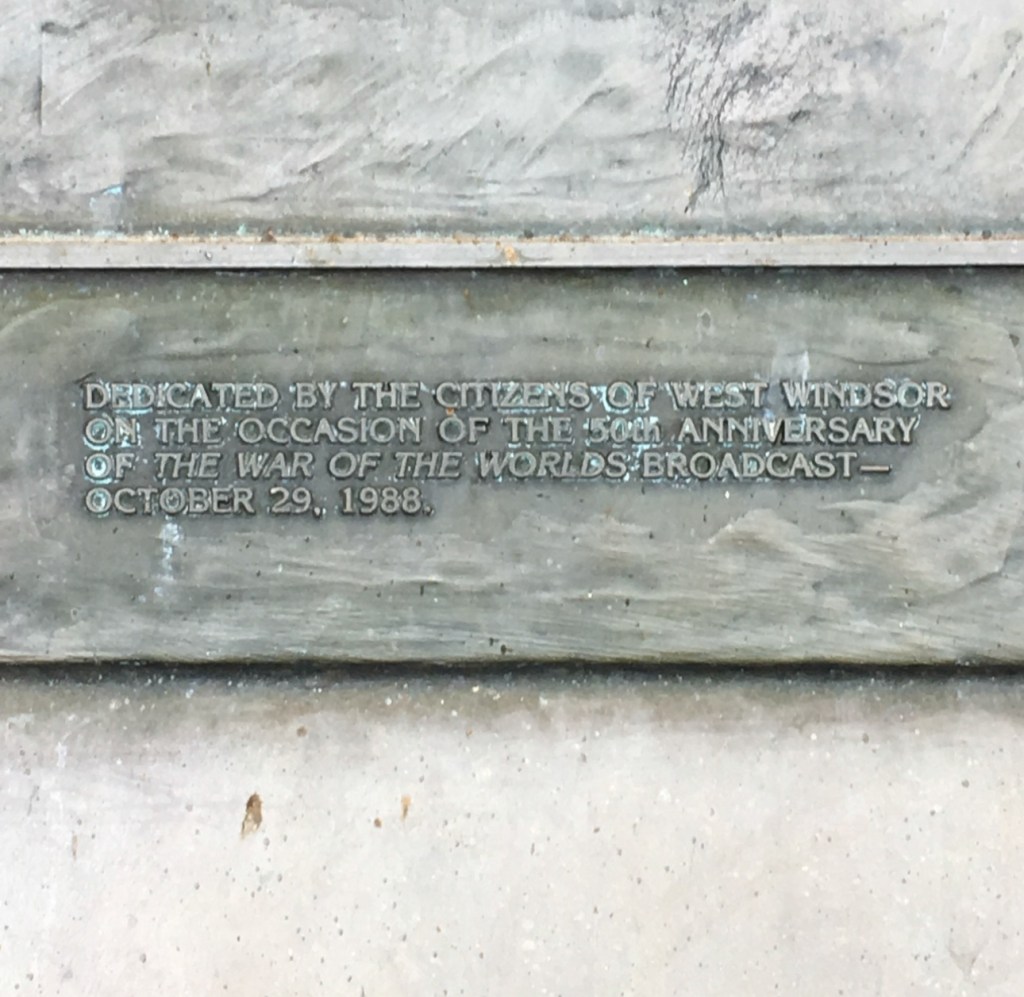 DEDICATED BY THE CITIZENS OF WEST WINDSOR
ON THE OCCASION OF THE 50th ANNIVERSARY
OF THE WAR OF THE WORLDS BROADCAST—
OCTOBER 29, 1988.